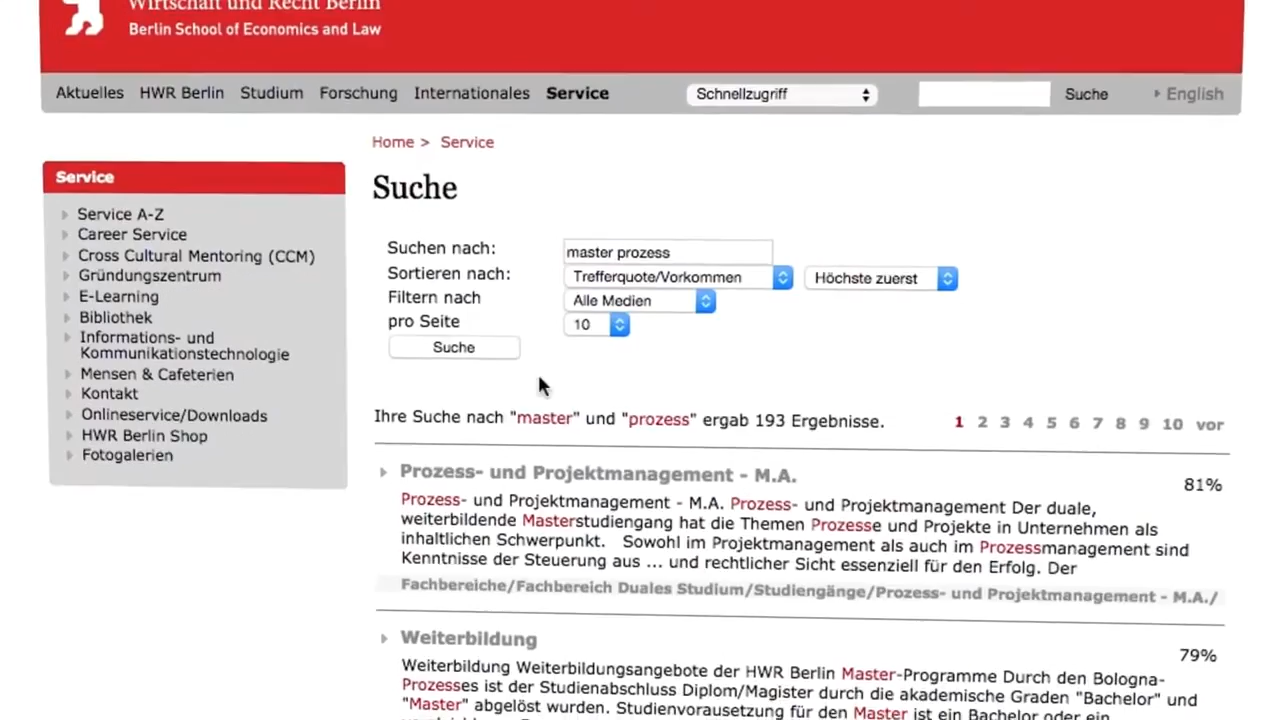 Wirtschaft und Recht Berlin
Berlin School of Economics and Law
Aktuelles HWR Berlin Studium Forschung Internationales Service Schnellzugriff Suche English
Home > Service
Service
Service A-Z
Career Service
Cross Cultural Mentoring (CCM)
Gründungszentrum
E-Learning
Bibliothek
Informations- und
Kommunikationstechnologie
Mensen & Cafeterien
Kontakt
Onlineservice/Downloads
HWR Berlin Shop
Fotogalerien
Suche
Suchen nach: master prozess
Sortieren nach: Trefferquote/Vorkommen Höchste zuerst
Filtern nach Alle Medien
pro Seite 10
Suche
Ihre Suche nach "master" und "prozess" ergab 193 Ergebnisse. 1 2 3 4 5 6 7 8 9 10 vor
Prozess- und Projektmanagement - M.A.
81%
Prozess- und Projektmanagement - M.A. Prozess- und Projektmanagement Der duale,
weiterbildende Masterstudiengang hat die Themen Prozesse und Projekte in Unternehmen als
inhaltlichen Schwerpunkt. Sowohl im Projektmanagement als auch im Prozessmanagement sind
Kenntnisse der Steuerung aus ... und rechtlicher Sicht essenziell für den Erfolg. Der
Fachbereiche/Fachbereich Duales Studium/Studiengänge/Prozess- und Projektmanagement - M.A./
Weiterbildung
79%
Weiterbildung Weiterbildungsangebote der HWR Berlin Master-Programme Durch den Bologna-
Prozesses ist der Studienabschluss Diplom/Magister durch die akademische Graden "Bachelor" und
"Master" abgelöst wurden. Studienvorausetzung für den Master ist ein Bachelor oder ein